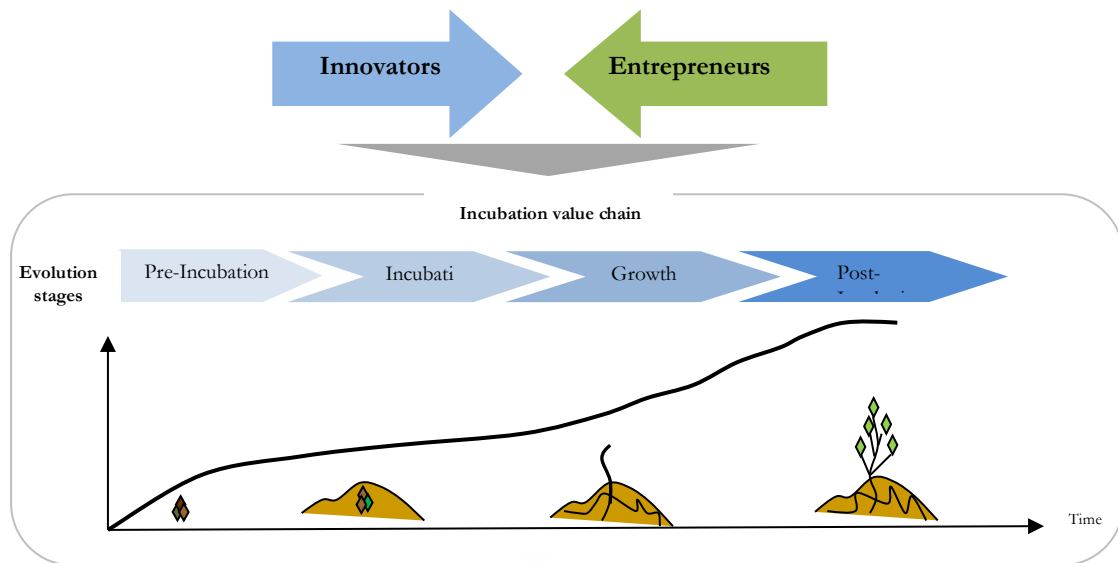 Innovators
Entrepreneurs
Incubation value chain
Evolution
stages
Pre-Incubation
Incubati
Growth
Post-
Time